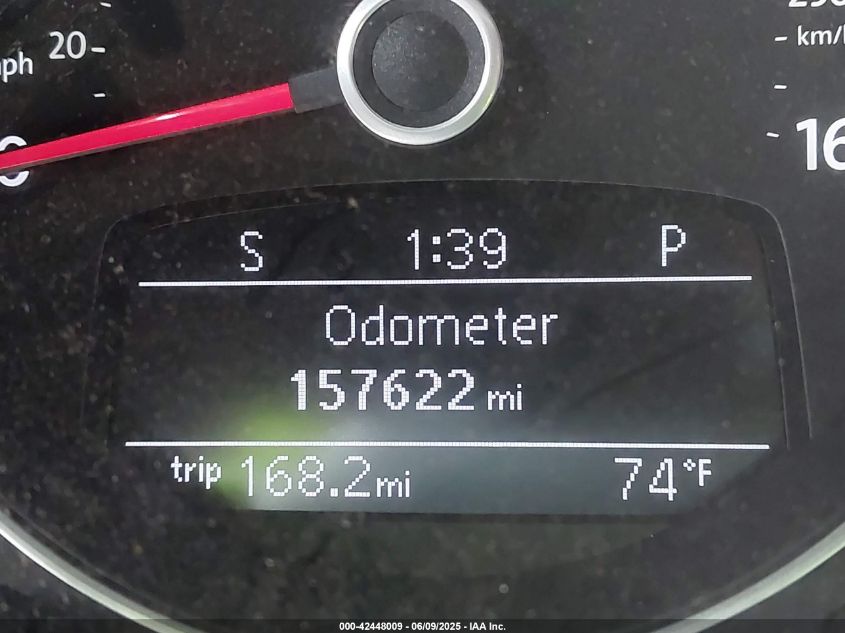 20
km/
16
S 1:39 P
Odometer
157622 mi
trip 168.2mi 74°F
000-42448009 - 06/09/2025 - IAA Inc.